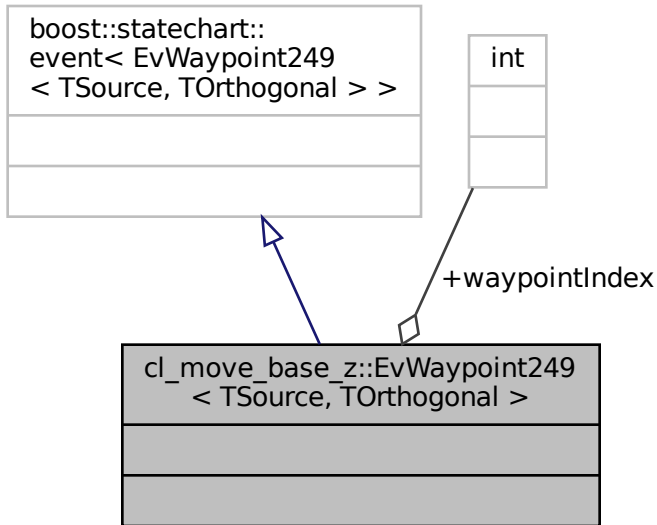 boost::statechart::
event< EvWaypoint249
< TSource, TOrthogonal > >
int
+waypointIndex
cl_move_base_z::EvWaypoint249
< TSource, TOrthogonal >